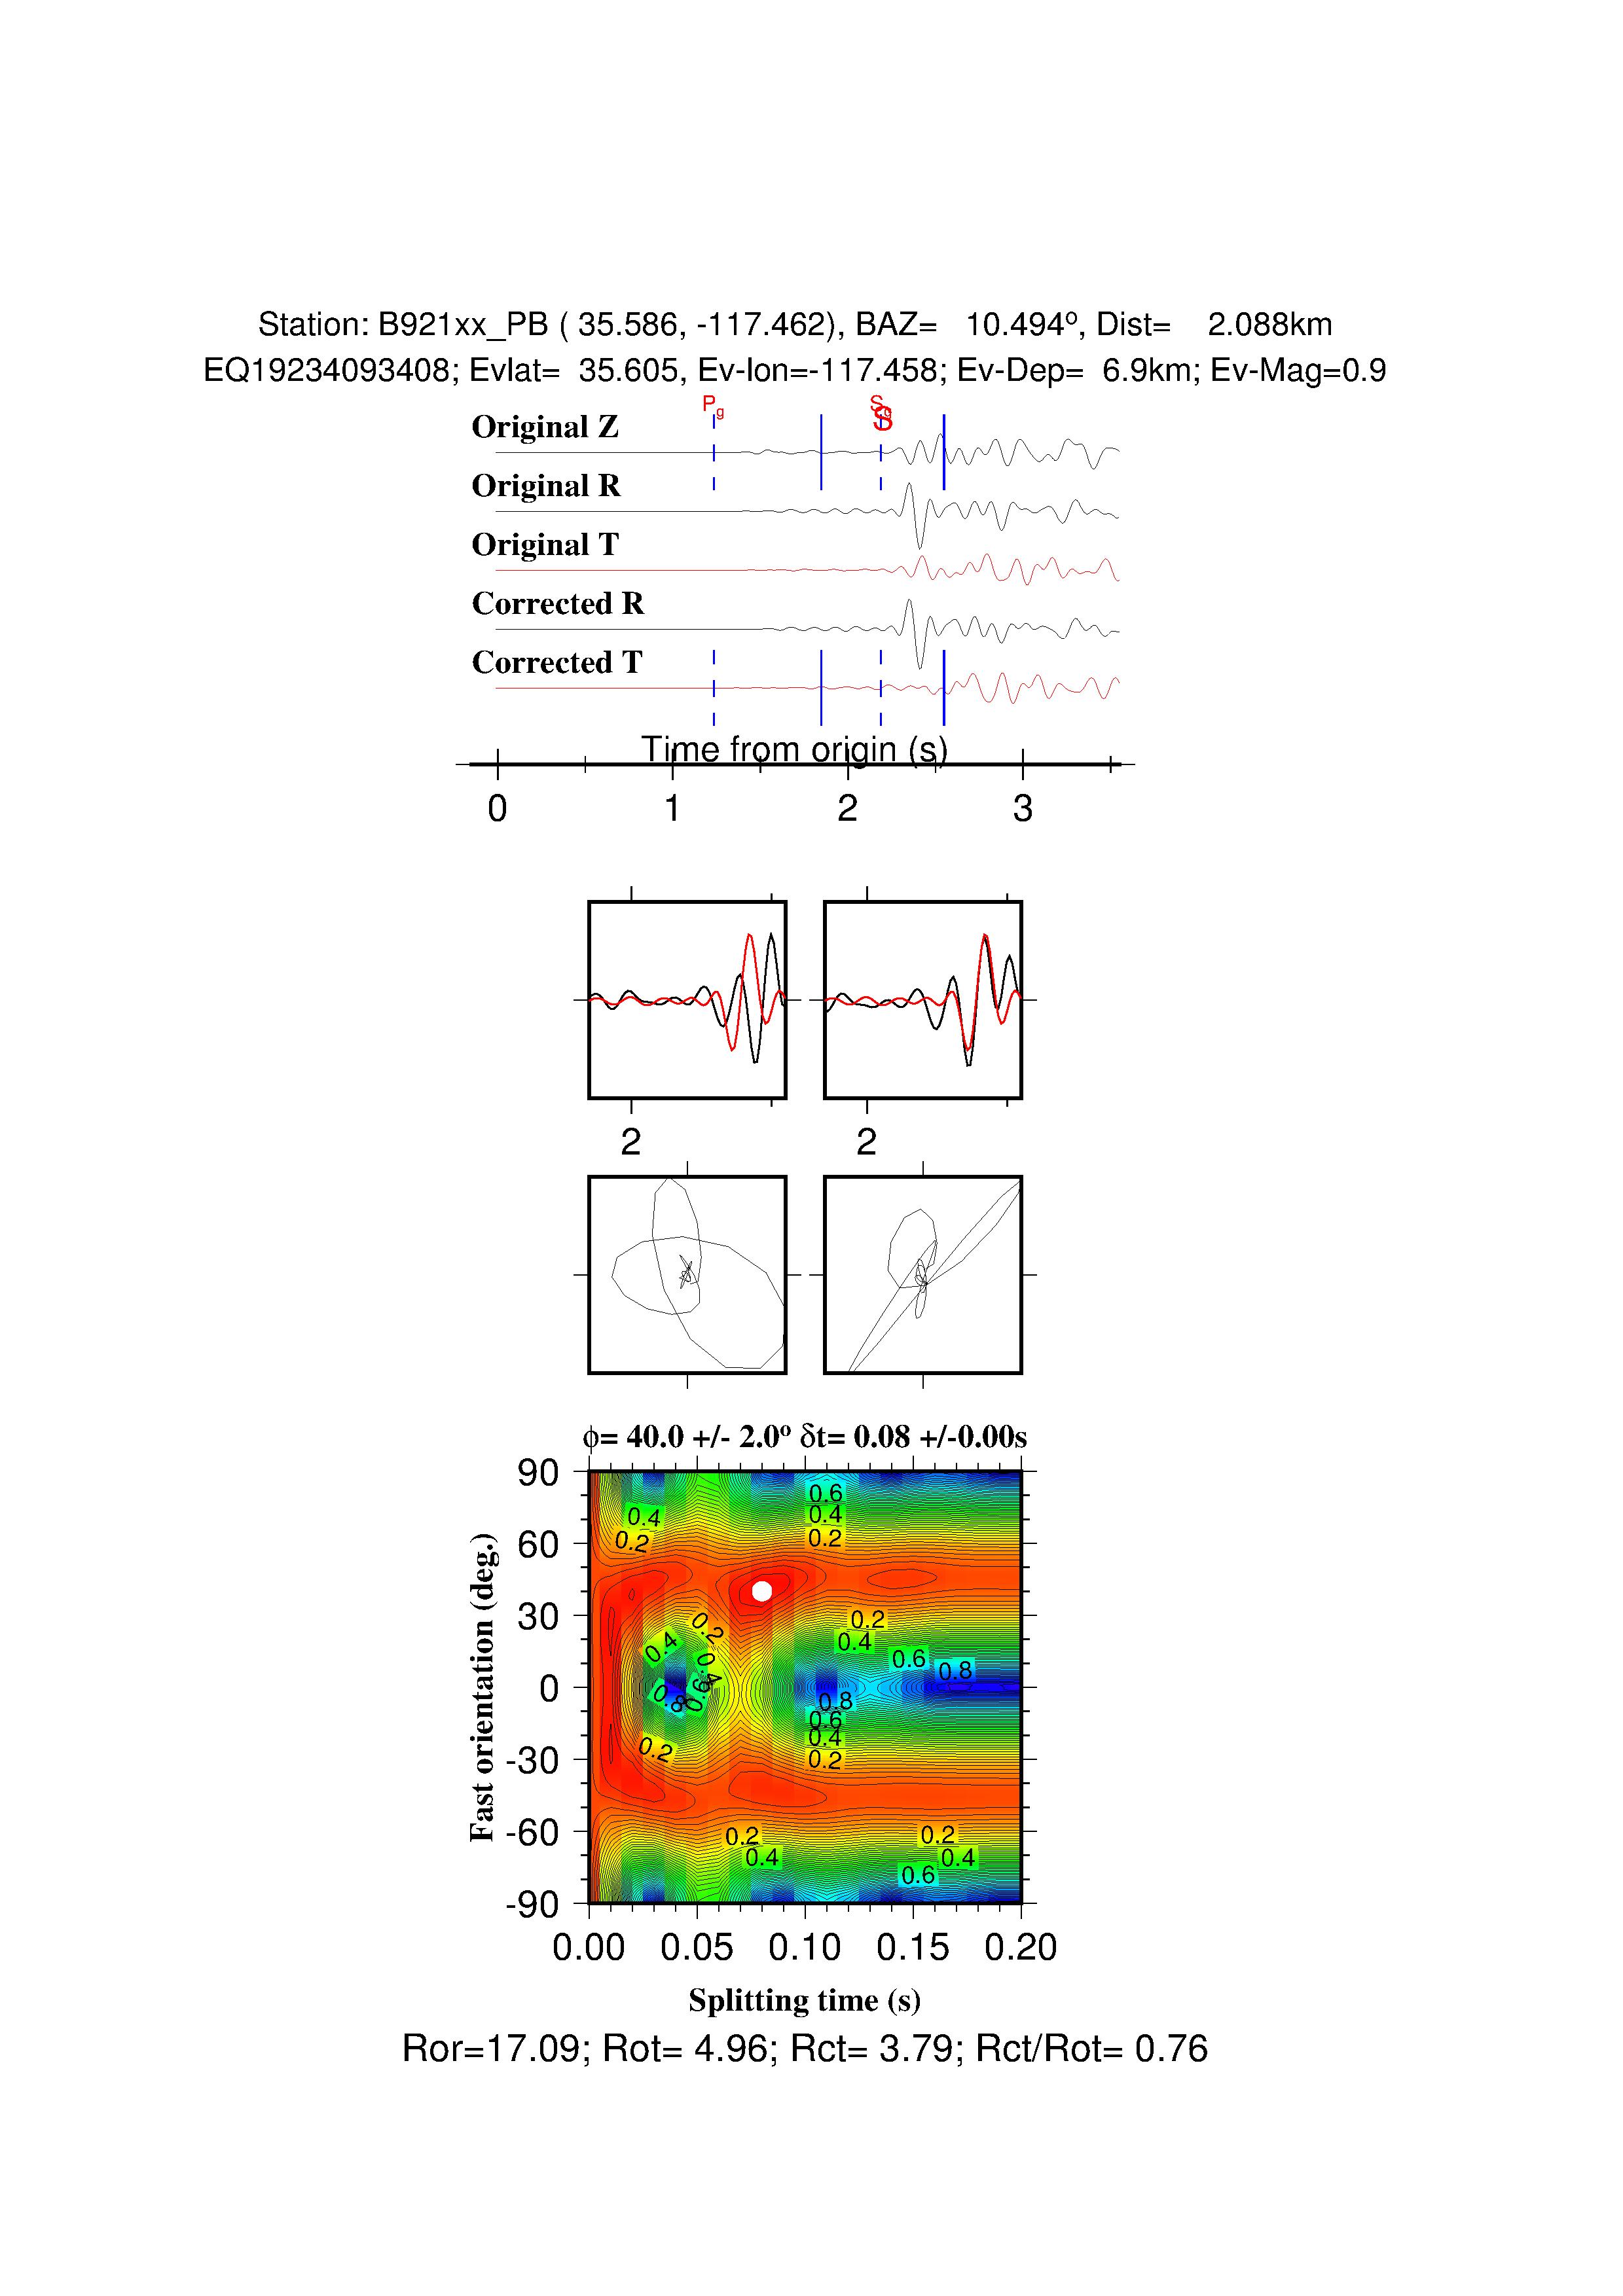 Station: B921xx_PB ( 35.586, -117.462), BAZ= 10.494º, Dist= 2.088km
EQ19234093408; Evlat= 35.605, Ev-lon=-117.458; Ev-Dep= 6.9km; Ev-Mag=0.9
Pg Sg
S
Original Z
Original R
Original T
Corrected R
Corrected T
Time from origin (s)
0 1 2 3
2 2
ϕ= 40.0 +/- 2.0º δt= 0.08 +/-0.00s
Fast orientation (deg.)
90
60
30
0
-30
-60
-90
0.6
0.4 0.4
0.2 0.2
0.2 0.2
0.4 0.4
0.6 0.6
0.8 0.8 0.8
0.6 0.6
0.4 0.4
0.2 0.2
0.2 0.2
0.4 0.4
0.6
0.00 0.05 0.10 0.15 0.20
Splitting time (s)
Ror=17.09; Rot= 4.96; Rct= 3.79; Rct/Rot= 0.76